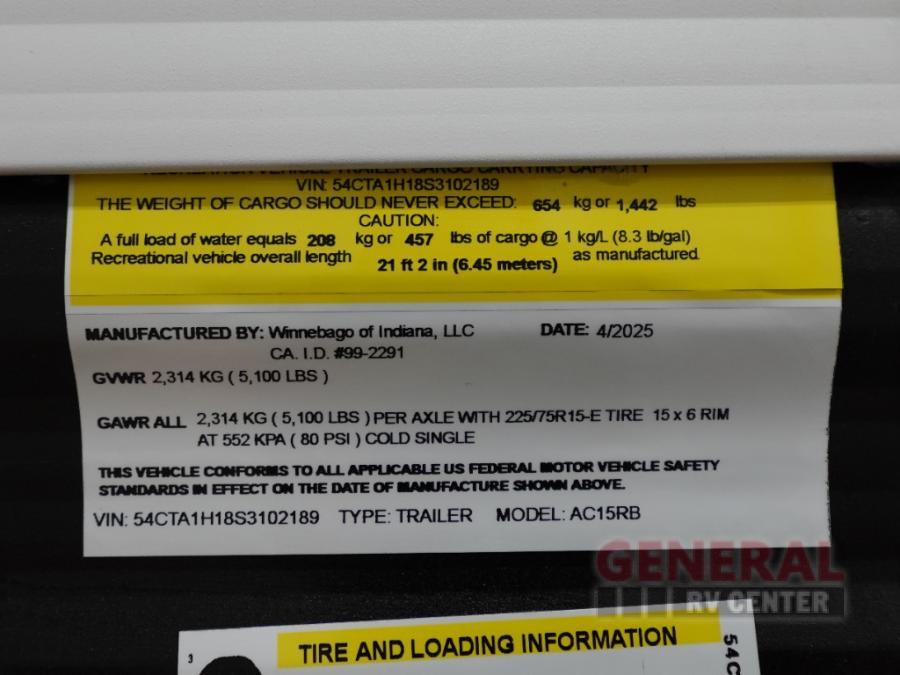 RECREATION VEHICLE TRAILER CARGO CARRYING CAPACITY
VIN: 54CTA1H18S3102189
THE WEIGHT OF CARGO SHOULD NEVER EXCEED: 654 kg or 1,442 lbs
CAUTION:
A full load of water equals 208 kg or 457 lbs of cargo @ 1 kg/L (8.3 lb/gal)
Recreational vehicle overall length 21 ft 2 in (6.45 meters) as manufactured.
MANUFACTURED BY: Winnebago of Indiana, LLC DATE: 4/2025
CA. I.D. #99-2291
GVWR 2,314 KG ( 5,100 LBS )
GAWR ALL 2,314 KG ( 5,100 LBS ) PER AXLE WITH 225/75R15-E TIRE 15 x 6 RIM
AT 552 KPA ( 80 PSI ) COLD SINGLE
THIS VEHICLE CONFORMS TO ALL APPLICABLE US FEDERAL MOTOR VEHICLE SAFETY
STANDARDS IN EFFECT ON THE DATE OF MANUFACTURE SHOWN ABOVE.
VIN: 54CTA1H18S3102189 TYPE: TRAILER MODEL: AC15RB
GENERAL
RV CENTER
3
TIRE AND LOADING INFORMATION
54C